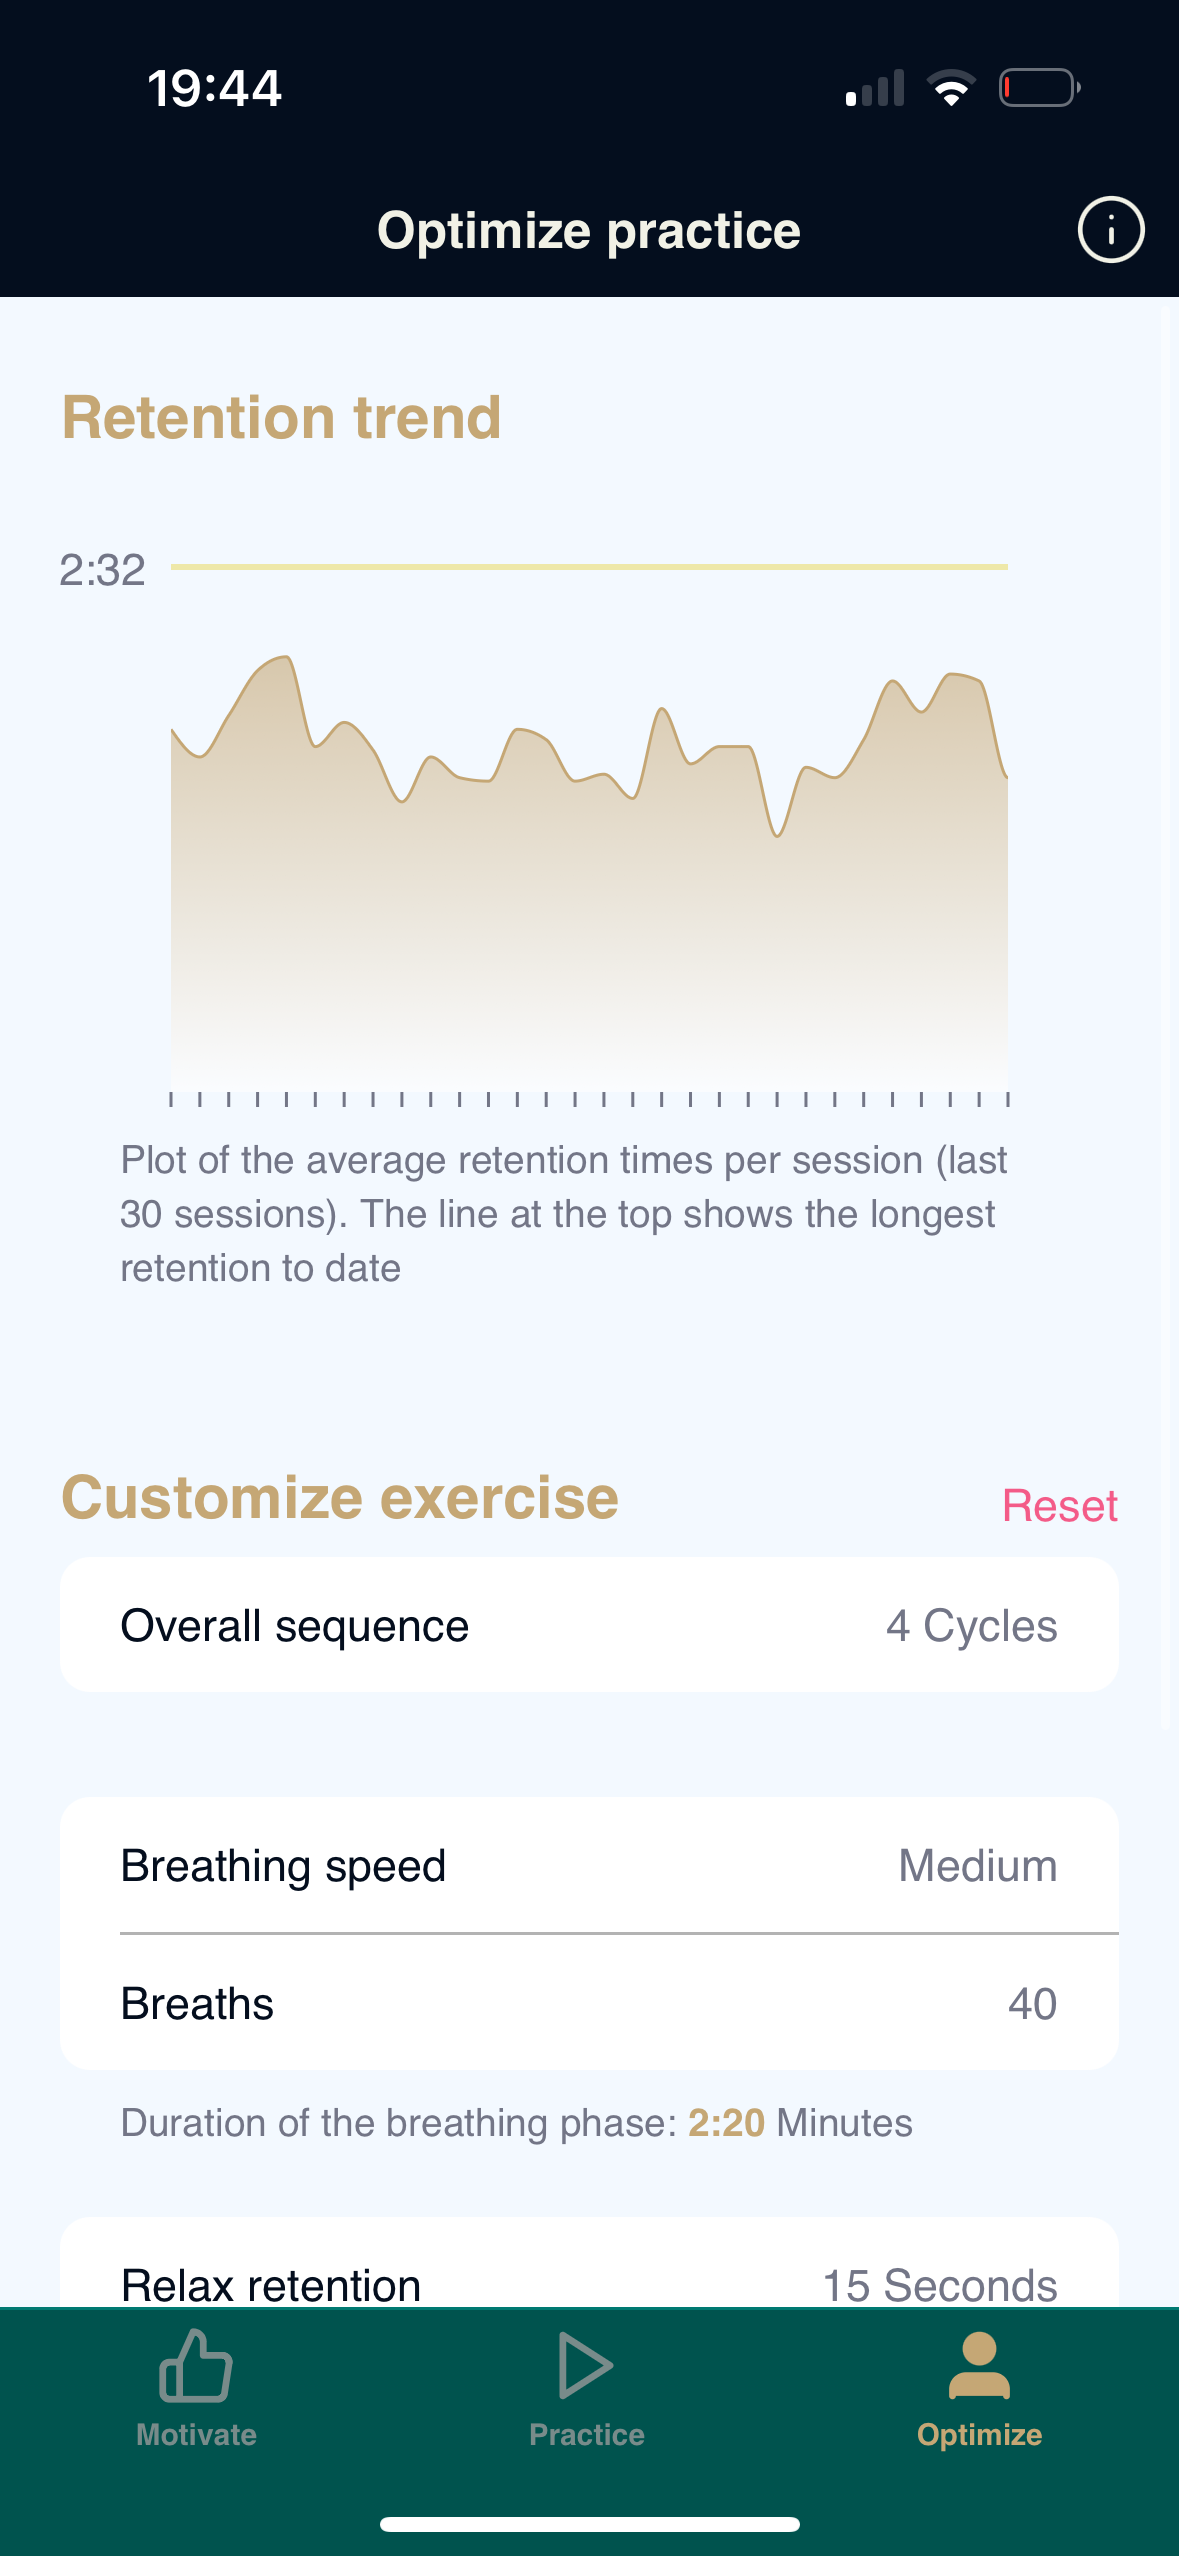 19:44
Optimize practice
Retention trend
2:32
Plot of the average retention times per session (last
30 sessions). The line at the top shows the longest
retention to date
Customize exercise
Reset
Overall sequence 4 Cycles
Breathing speed Medium
Breaths 40
Duration of the breathing phase: 2:20 Minutes
Relax retention 15 Seconds
Motivate Practice Optimize